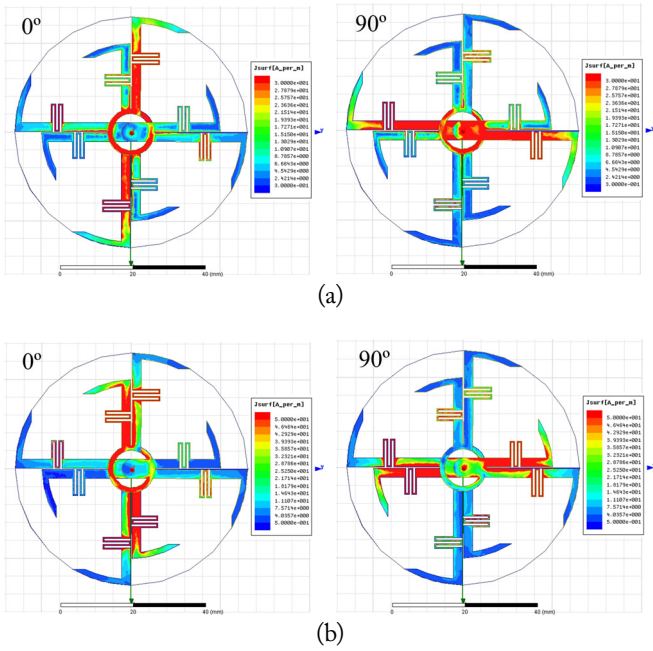 0º
Jsurf[A_per_m]
3.0000e+001
2.7879e+001
2.5757e+001
2.3636e+001
2.1514e+001
1.9393e+001
1.7271e+001
1.5150e+001
1.3029e+001
1.0907e+001
8.7857e+000
6.6643e+000
4.5429e+000
2.4214e+000
3.0000e-001
0 20 40 (mm)
90º
Jsurf[A_per_m]
3.0000e+001
2.7879e+001
2.5757e+001
2.3636e+001
2.1514e+001
1.9393e+001
1.7271e+001
1.5150e+001
1.3029e+001
1.0907e+001
8.7857e+000
6.6643e+000
4.5429e+000
2.4214e+000
3.0000e-001
0 20 40 (mm)
(a)
0º
Jsurf[A_per_m]
5.0000e+001
4.6464e+001
4.2929e+001
3.9393e+001
3.5857e+001
3.2321e+001
2.8786e+001
2.5250e+001
2.1714e+001
1.8179e+001
1.4643e+001
1.1107e+001
7.5714e+000
4.0357e+000
5.0000e-001
0 20 40 (mm)
90º
Jsurf[A_per_m]
5.0000e+001
4.6464e+001
4.2929e+001
3.9393e+001
3.5857e+001
3.2321e+001
2.8786e+001
2.5250e+001
2.1714e+001
1.8179e+001
1.4643e+001
1.1107e+001
7.5714e+000
4.0357e+000
5.0000e-001
0 20 40 (mm)
(b)